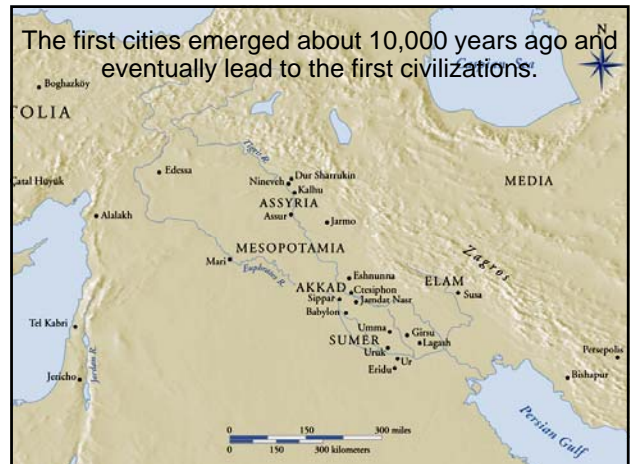 The first cities emerged about 10,000 years ago and
eventually lead to the first civilizations.
N
Boghazköy
TOLIA
Edessa
Tigris R.
Dur Sharrukin
Nineveh
Kalhu
MEDIA
Çatal Hüyük
ASSYRIA
Alalakh
Assur
Jarmo
MESOPOTAMIA
Zagros
Mari
Euphrates R.
Eshnunna
ELAM
AKKAD
Ctesiphon
Susa
Sippar
Jamdat Nasr
Babylon
Tel Kabri
Umma
Girsu
SUMER
Lagash
Uruk
Ur
Persepolis
Jericho
Jordan R.
Eridu
Bishapur
Persian Gulf
0 150 300 miles
0 150 300 kilometers